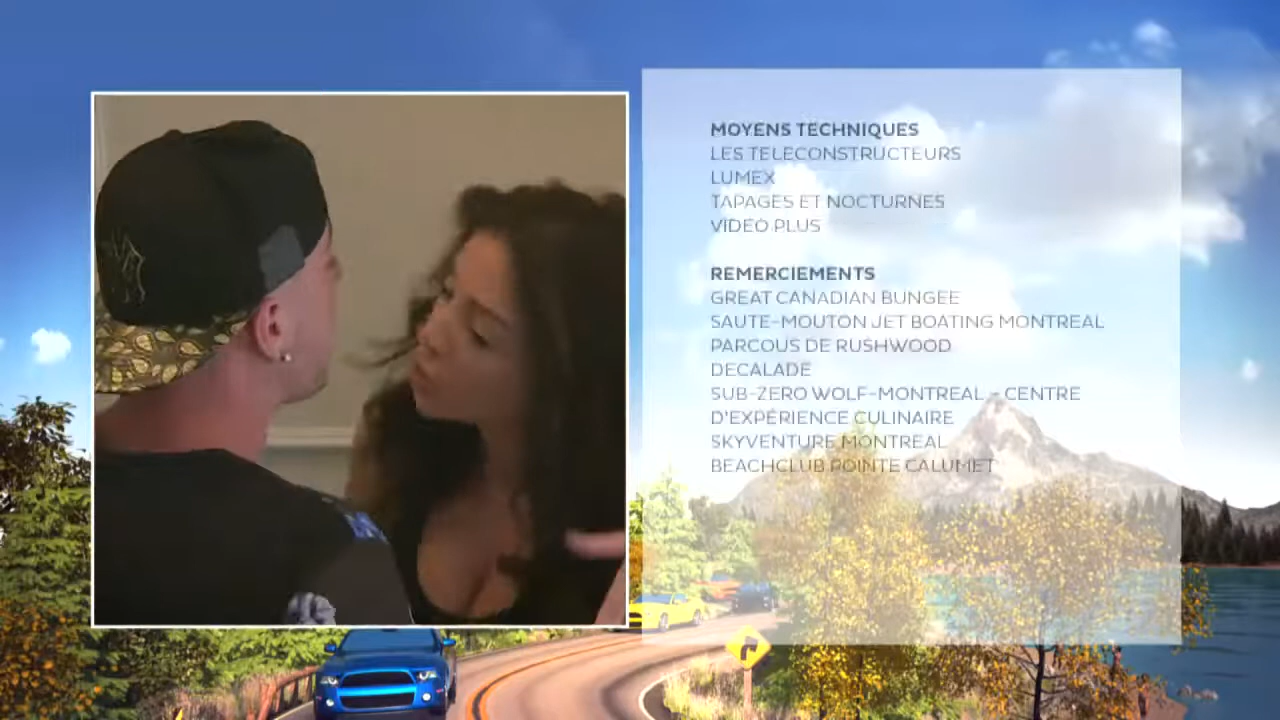 MOYENS TECHNIQUES
LES TELECONSTRUCTEURS
LUMEX
TAPAGES ET NOCTURNES
VIDEO PLUS
REMERCIEMENTS
GREAT CANADIAN BUNGEE
SAUTE-MOUTON JET BOATING MONTREAL
PARCOUS DE RUSHWOOD
DECALADE
SUB-ZERO WOLF-MONTREAL - CENTRE
D'EXPÉRIENCE CULINAIRE
SKYVENTURE MONTREAL
BEACHCLUB POINTE CALUMET